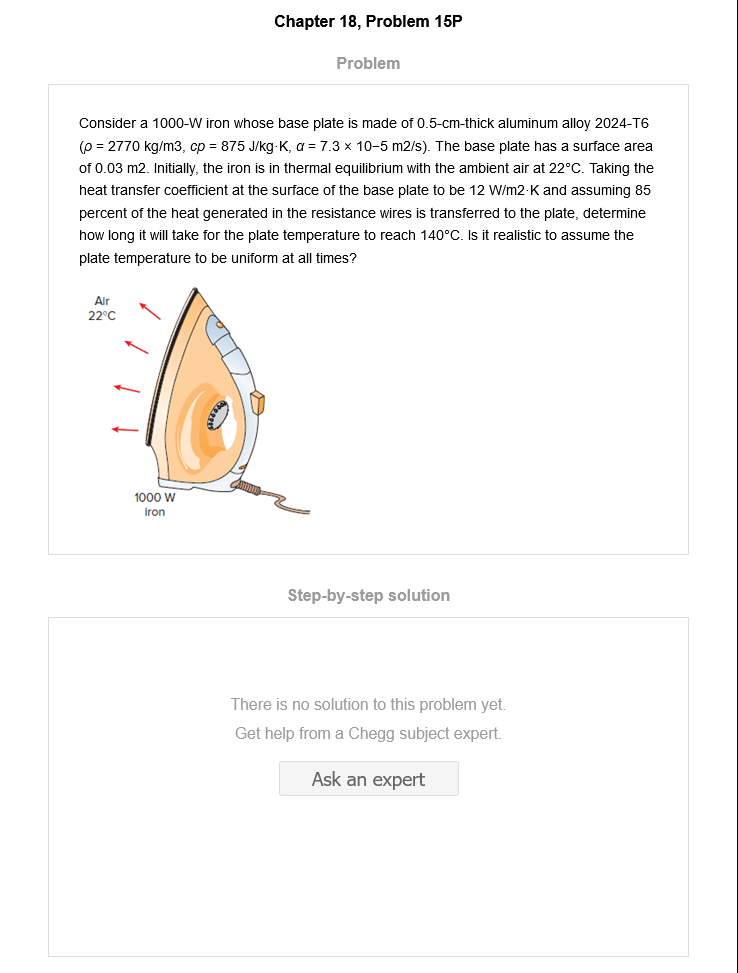 Chapter 18, Problem 15P
Problem
Consider a 1000-W iron whose base plate is made of 0.5-cm-thick aluminum alloy 2024-T6
(ρ = 2770 kg/m3, cp = 875 J/kg·K, α = 7.3 × 10−5 m2/s). The base plate has a surface area
of 0.03 m2. Initially, the iron is in thermal equilibrium with the ambient air at 22°C. Taking the
heat transfer coefficient at the surface of the base plate to be 12 W/m2·K and assuming 85
percent of the heat generated in the resistance wires is transferred to the plate, determine
how long it will take for the plate temperature to reach 140°C. Is it realistic to assume the
plate temperature to be uniform at all times?
Air
22°C
1000 W
iron
Step-by-step solution
There is no solution to this problem yet.
Get help from a Chegg subject expert.
Ask an expert